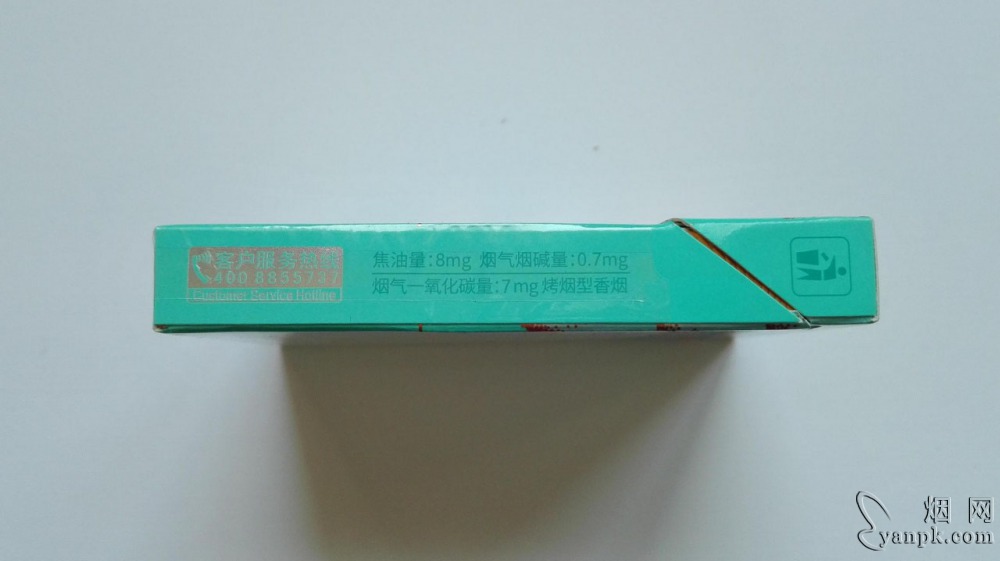 客户服务热线
400 8855787
Customer Service Hotline
焦油量:8mg 烟气烟碱量:0.7mg
烟气一氧化碳量:7mg 烤烟型香烟
烟网
yanpk.com